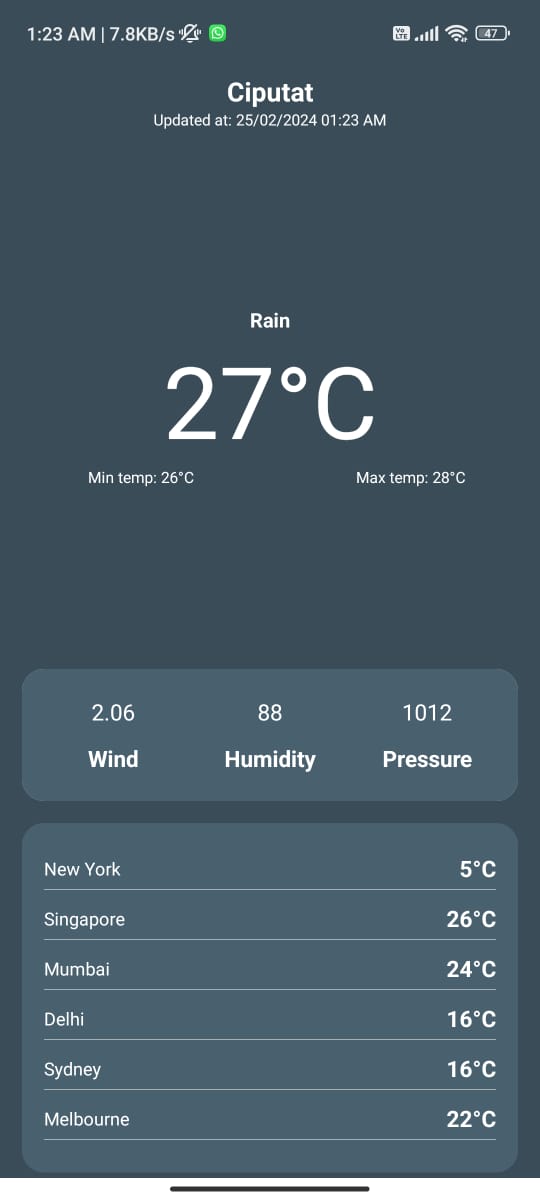 1:23 AM | 7.8KB/s Vo LTE 47
Ciputat
Updated at: 25/02/2024 01:23 AM
Rain
27°C
Min temp: 26°C Max temp: 28°C
2.06 88 1012
Wind Humidity Pressure
New York 5°C
Singapore 26°C
Mumbai 24°C
Delhi 16°C
Sydney 16°C
Melbourne 22°C